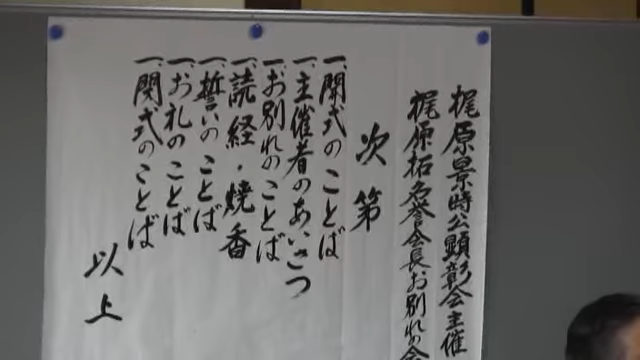 梶原景時公顕彰会主催
梶原拓名誉会長お別れの会
次第
一、開式のことば
一、主催者のあいさつ
一、お別れのことば
一、読経・焼香
一、誓いのことば
一、お礼のことば
一、閉式のことば
以上